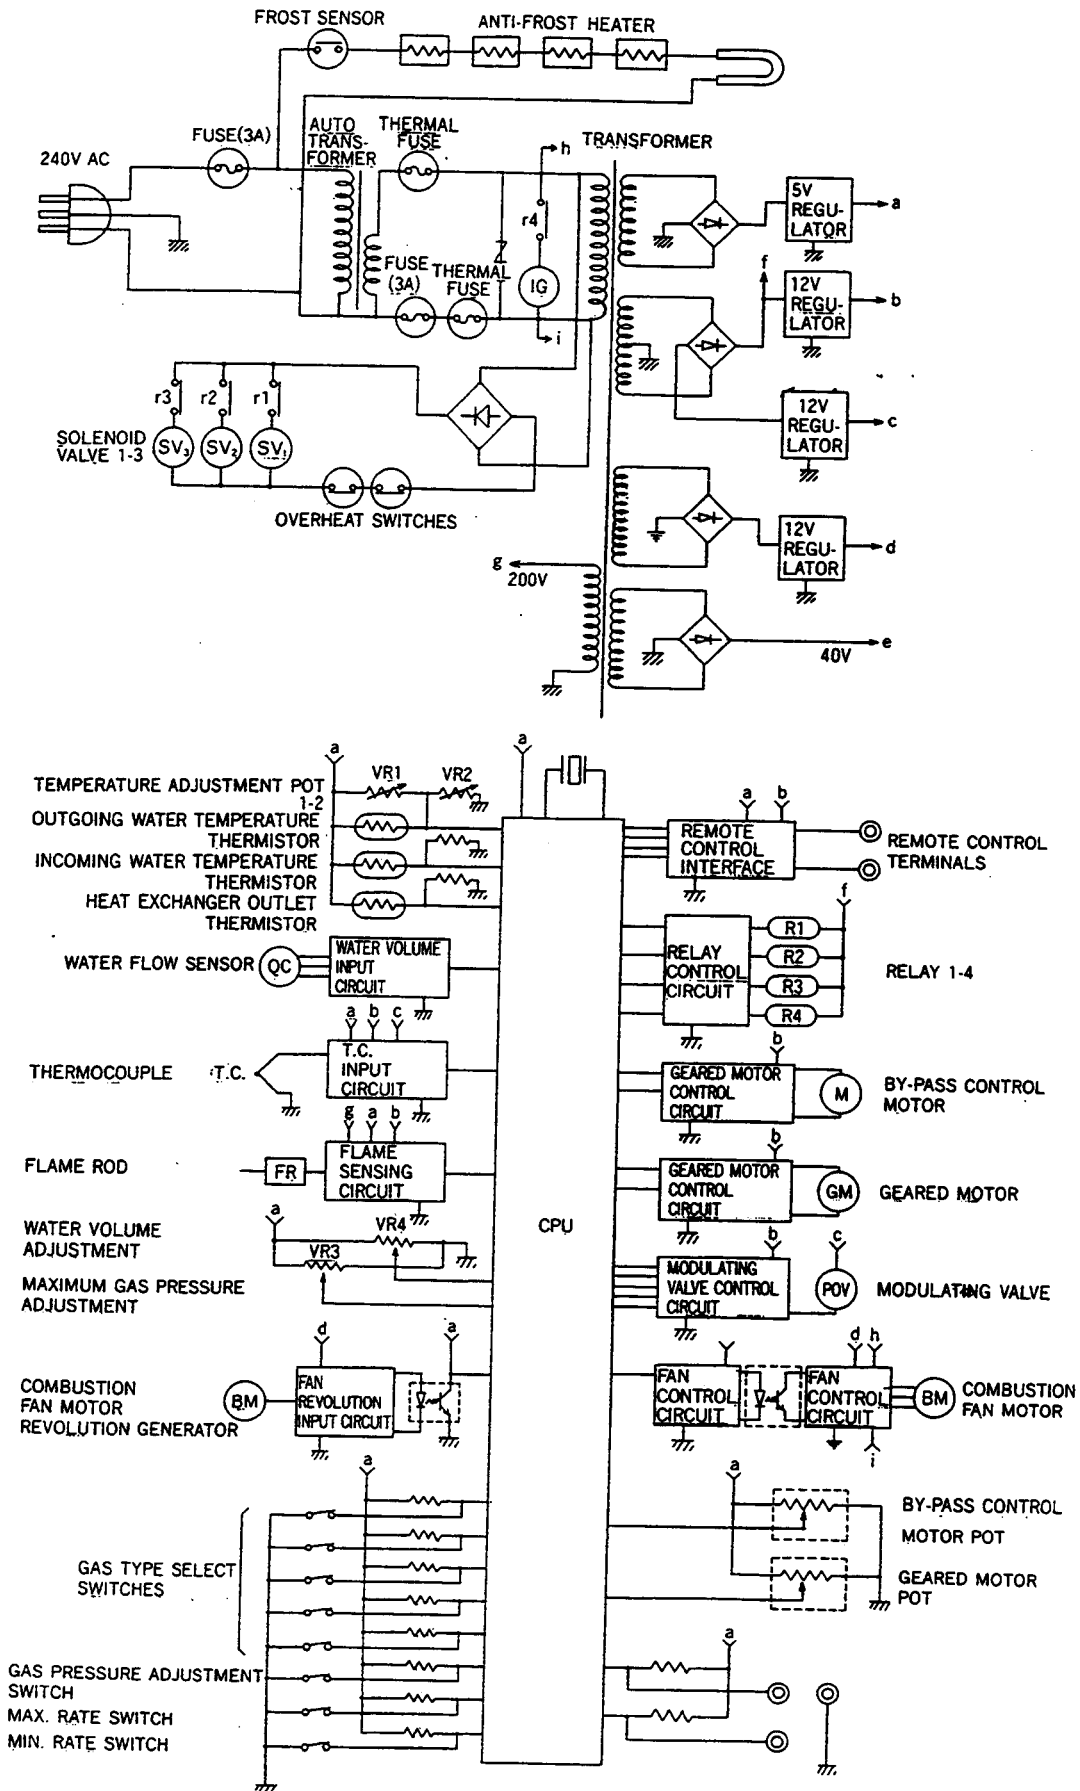 FROST SENSOR
ANTI-FROST HEATER
FUSE(3A)
AUTO
TRANS-
FORMER
THERMAL
FUSE
240V AC
h
TRANSFORMER
r4
IG
i
FUSE
(3A)
THERMAL
FUSE
5V
REGU-
LATOR
a
f
12V
REGU-
LATOR
b
12V
REGU-
LATOR
c
12V
REGU-
LATOR
d
r3
r2
r1
SOLENOID
VALVE 1-3
SV3
SV2
SV1
OVERHEAT SWITCHES
g
200V
40V
e
a
a
TEMPERATURE ADJUSTMENT POT
1-2
VR1
VR2
OUTGOING WATER TEMPERATURE
THERMISTOR
INCOMING WATER TEMPERATURE
THERMISTOR
HEAT EXCHANGER OUTLET
THERMISTOR
WATER FLOW SENSOR
QC
WATER VOLUME
INPUT
CIRCUIT
a b c
THERMOCOUPLE
T.C.
T.C.
INPUT
CIRCUIT
g a b
FLAME ROD
FR
FLAME
SENSING
CIRCUIT
a
WATER VOLUME
ADJUSTMENT
VR4
VR3
MAXIMUM GAS PRESSURE
ADJUSTMENT
d
a
COMBUSTION
FAN MOTOR
REVOLUTION GENERATOR
BM
FAN
REVOLUTION
INPUT CIRCUIT
a
GAS TYPE SELECT
SWITCHES
GAS PRESSURE ADJUSTMENT
SWITCH
MAX. RATE SWITCH
MIN. RATE SWITCH
CPU
a b
REMOTE
CONTROL
INTERFACE
REMOTE CONTROL
TERMINALS
f
RELAY
CONTROL
CIRCUIT
R1
R2
R3
R4
RELAY 1-4
b
GEARED MOTOR
CONTROL
CIRCUIT
M
BY-PASS CONTROL
MOTOR
b
GEARED MOTOR
CONTROL
CIRCUIT
GM
GEARED MOTOR
b
c
MODULATING
VALVE CONTROL
CIRCUIT
POV
MODULATING VALVE
d h
FAN
CONTROL
CIRCUIT
FAN
CONTROL
CIRCUIT
BM
COMBUSTION
FAN MOTOR
i
a
BY-PASS CONTROL
MOTOR POT
GEARED MOTOR
POT
a